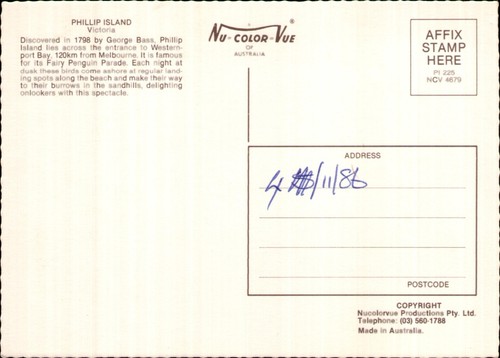 PHILLIP ISLAND
Victoria
Discovered in 1798 by George Bass, Phillip
Island lies across the entrance to Western-
port Bay, 120km from Melbourne. It is famous
for its Fairy Penguin Parade. Each night at
dusk these birds come ashore at regular land-
ing spots along the beach and make their way
to their burrows in the sandhills, delighting
onlookers with this spectacle.
NU-COLOR-VUE®
OF
AUSTRALIA
AFFIX
STAMP
HERE
PI 225
NCV 4679
ADDRESS
/11/86
POSTCODE
COPYRIGHT
Nucolorvue Productions Pty. Ltd.
Telephone: (03) 560-1788
Made in Australia.